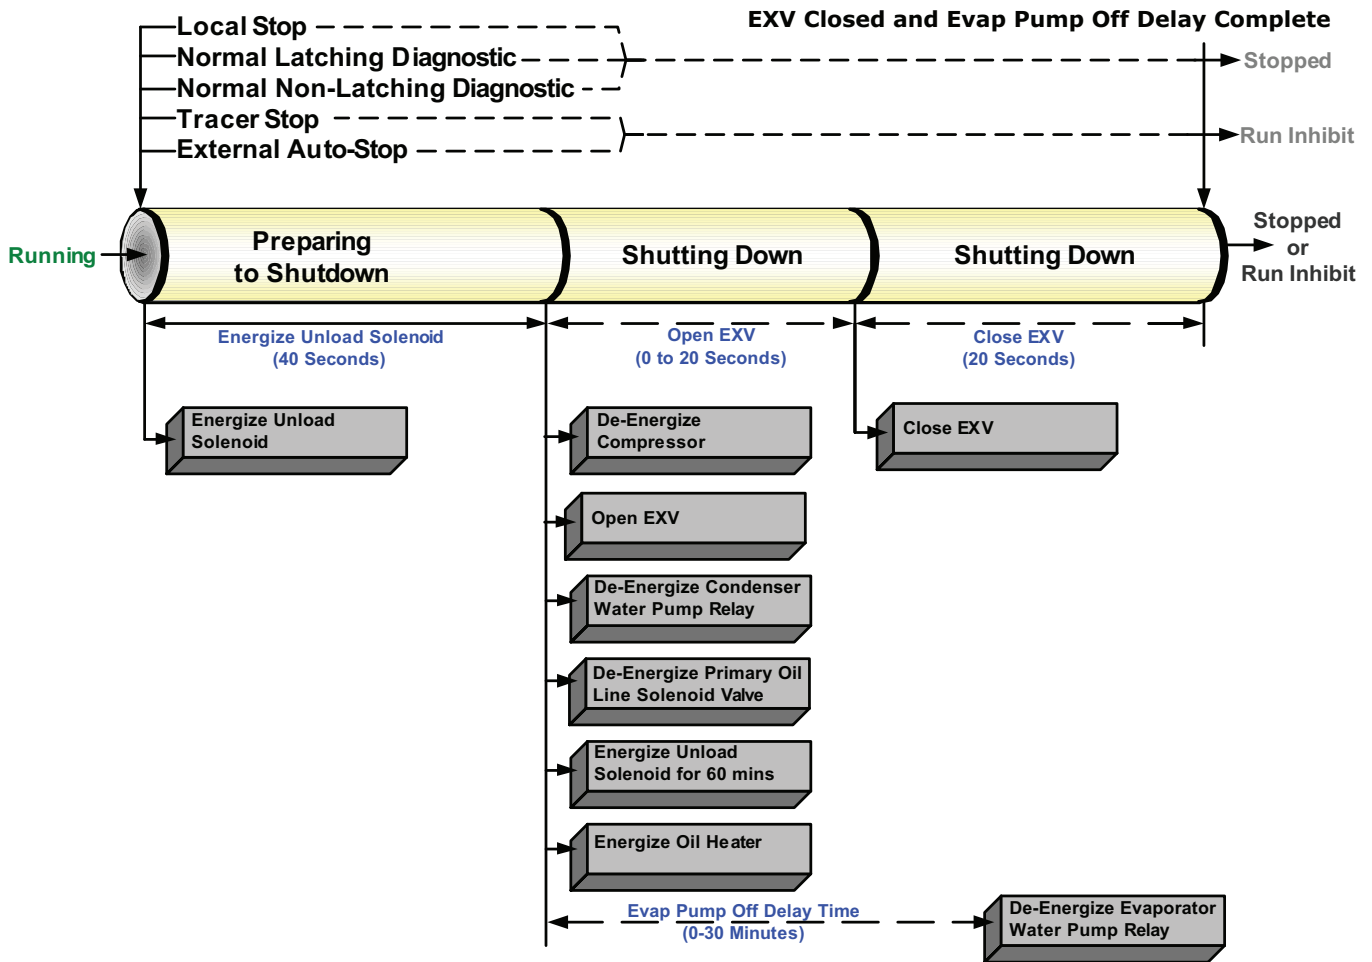 EXV Closed and Evap Pump Off Delay Complete
Local Stop
Normal Latching Diagnostic
Normal Non-Latching Diagnostic
Tracer Stop
External Auto-Stop
Stopped
Run Inhibit
Running
Preparing
to Shutdown
Shutting Down
Shutting Down
Stopped
or
Run Inhibit
Energize Unload Solenoid
(40 Seconds)
Open EXV
(0 to 20 Seconds)
Close EXV
(20 Seconds)
Energize Unload
Solenoid
De-Energize
Compressor
Close EXV
Open EXV
De-Energize Condenser
Water Pump Relay
De-Energize Primary Oil
Line Solenoid Valve
Energize Unload
Solenoid for 60 mins
Energize Oil Heater
Evap Pump Off Delay Time
(0-30 Minutes)
De-Energize Evaporator
Water Pump Relay